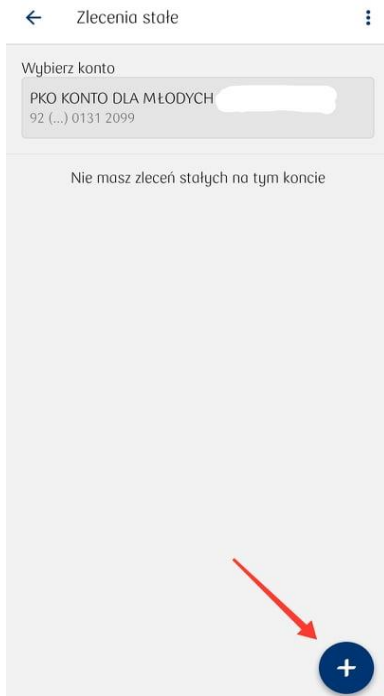 Zlecenia stałe
Wybierz konto
PKO KONTO DLA MŁODYCH
92 (...) 0131 2099
Nie masz zleceń stałych na tym koncie